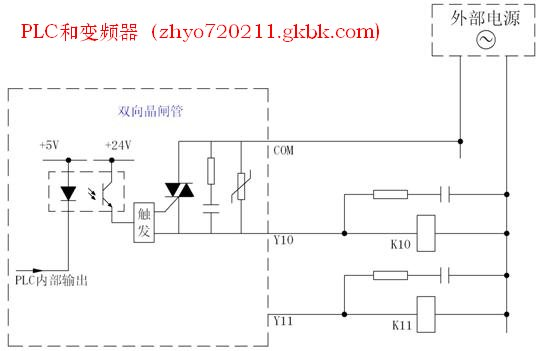 PLC和变频器 (zhyo720211.gkbk.com)
外部电源
双向晶闸管
+5V
+24V
COM
触发
Y10
K10
PLC内部输出
Y11
K11